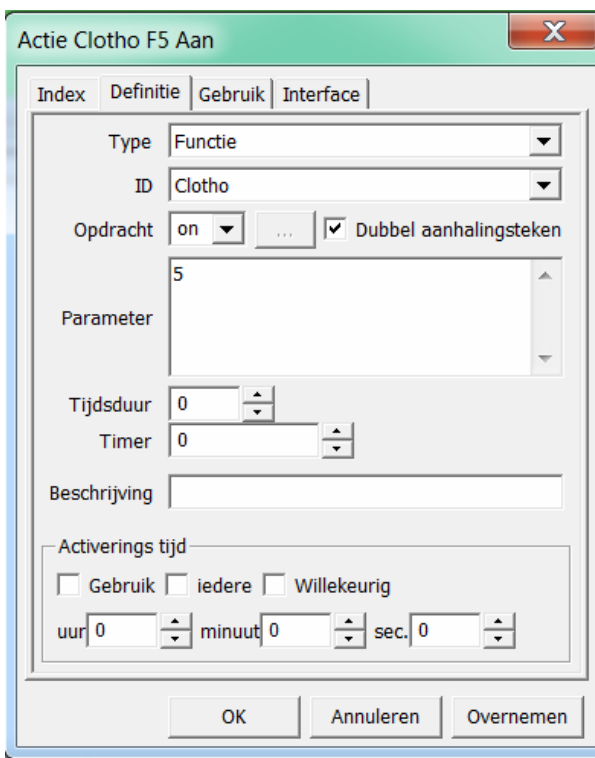 Actie Clotho F5 Aan
Index Definitie Gebruik Interface
Type Functie
ID Clotho
Opdracht on ... Dubbel aanhalingsteken
Parameter 5
Tijdsduur 0
Timer 0
Beschrijving
Activerings tijd
Gebruik iedere Willekeurig
uur 0 minuut 0 sec. 0
OK Annuleren Overnemen